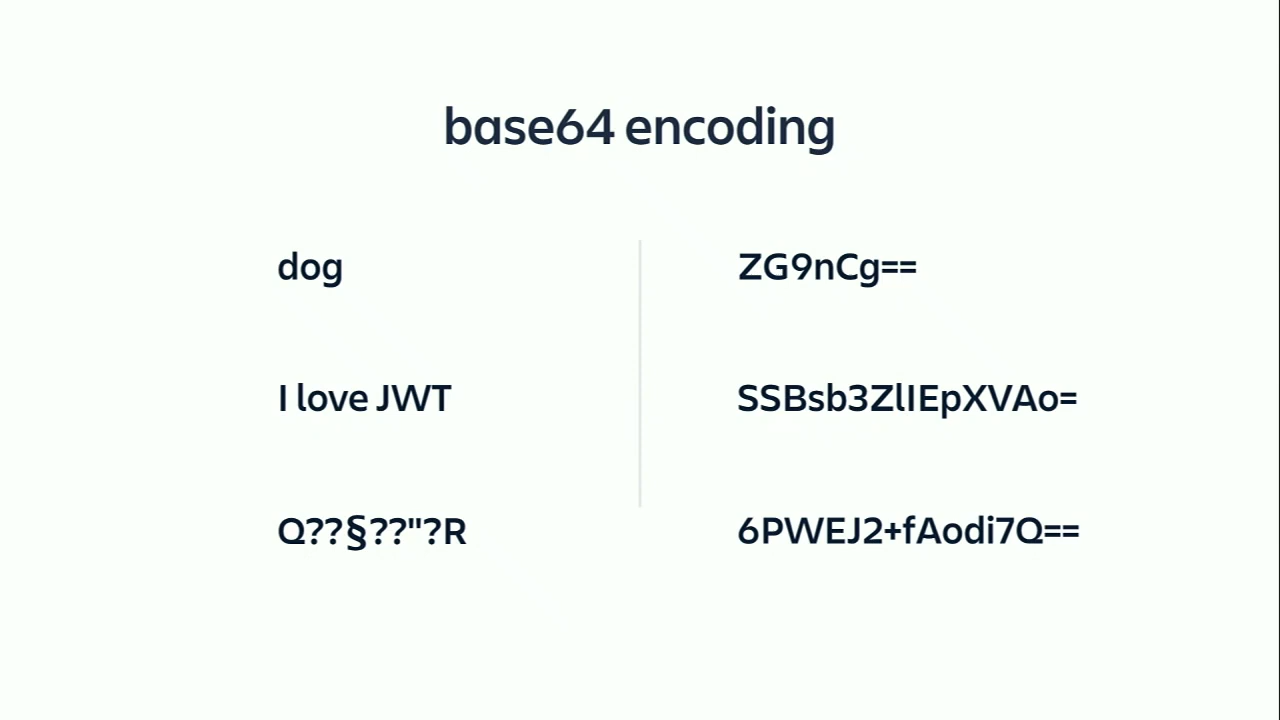 base64 encoding
dog
ZG9nCg==
I love JWT
SSBsb3ZlIEpXVAo=
Q??§??"?R
6PWEJ2+fAodi7Q==